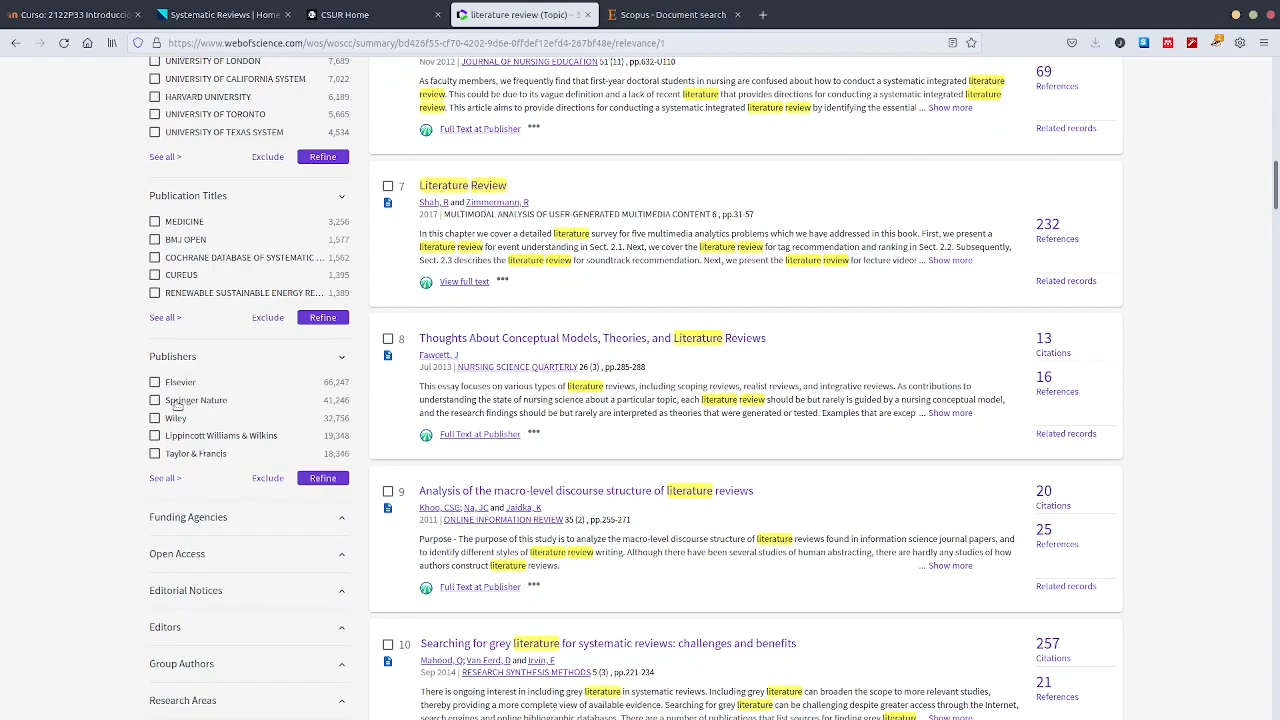 Curso: 2122P33 Introducci
Systematic Reviews | Home
CSUR Home
literature review (Topic) – 3
Scopus - Document search
https://www.webofscience.com/wos/woscc/summary/bd426f55-cf70-4202-9d6e-0ffdef12efd4-267bf48e/relevance/1
UNIVERSITY OF LONDON 7,689
UNIVERSITY OF CALIFORNIA SYSTEM 7,022
HARVARD UNIVERSITY 6,189
UNIVERSITY OF TORONTO 5,665
UNIVERSITY OF TEXAS SYSTEM 4,534
See all > Exclude Refine
Publication Titles
MEDICINE 3,256
BMJ OPEN 1,577
COCHRANE DATABASE OF SYSTEMATIC ... 1,562
CUREUS 1,395
RENEWABLE SUSTAINABLE ENERGY RE... 1,389
See all > Exclude Refine
Publishers
Elsevier 66,247
Springer Nature 41,246
Wiley 32,756
Lippincott Williams & Wilkins 19,348
Taylor & Francis 18,346
See all > Exclude Refine
Funding Agencies
Open Access
Editorial Notices
Editors
Group Authors
Research Areas
Nov 2012 | JOURNAL OF NURSING EDUCATION 51 (11) , pp.632-U110
As faculty members, we frequently find that first-year doctoral students in nursing are confused about how to conduct a systematic integrated literature
review. This could be due to its vague definition and a lack of recent literature that provides directions for conducting a systematic integrated literature
review. This article aims to provide directions for conducting a systematic integrated literature review by identifying the essential ... Show more
Full Text at Publisher •••
69
References
Related records
7 Literature Review
Shah, R and Zimmermann, R
2017 | MULTIMODAL ANALYSIS OF USER-GENERATED MULTIMEDIA CONTENT 6 , pp.31-57
In this chapter we cover a detailed literature survey for five multimedia analytics problems which we have addressed in this book. First, we present a
literature review for event understanding in Sect. 2.1. Next, we cover the literature review for tag recommendation and ranking in Sect. 2.2. Subsequently,
Sect. 2.3 describes the literature review for soundtrack recommendation. Next, we present the literature review for lecture videos ... Show more
View full text •••
232
References
Related records
8 Thoughts About Conceptual Models, Theories, and Literature Reviews
Fawcett, J
Jul 2013 | NURSING SCIENCE QUARTERLY 26 (3) , pp.285-288
This essay focuses on various types of literature reviews, including scoping reviews, realist reviews, and integrative reviews. As contributions to
understanding the state of nursing science about a particular topic, each literature review should be but rarely is guided by a nursing conceptual model,
and the research findings should be but rarely are interpreted as theories that were generated or tested. Examples that are excep ... Show more
Full Text at Publisher •••
13
Citations
16
References
Related records
9 Analysis of the macro-level discourse structure of literature reviews
Khoo, CSG; Na, JC and Jaidka, K
2011 | ONLINE INFORMATION REVIEW 35 (2) , pp.255-271
Purpose - The purpose of this study is to analyze the macro-level discourse structure of literature reviews found in information science journal papers, and
to identify different styles of literature review writing. Although there have been several studies of human abstracting, there are hardly any studies of how
authors construct literature reviews. ... Show more
Full Text at Publisher •••
20
Citations
25
References
Related records
10 Searching for grey literature for systematic reviews: challenges and benefits
Mahood, Q; Van Eerd, D and Irvin, E
Sep 2014 | RESEARCH SYNTHESIS METHODS 5 (3) , pp.221-234
There is ongoing interest in including grey literature in systematic reviews. Including grey literature can broaden the scope to more relevant studies,
thereby providing a more complete view of available evidence. Searching for grey literature can be challenging despite greater access through the Internet,
search engines and online bibliographic databases. There are a number of publications that list sources for finding grey literature ... Show more
257
Citations
21
References